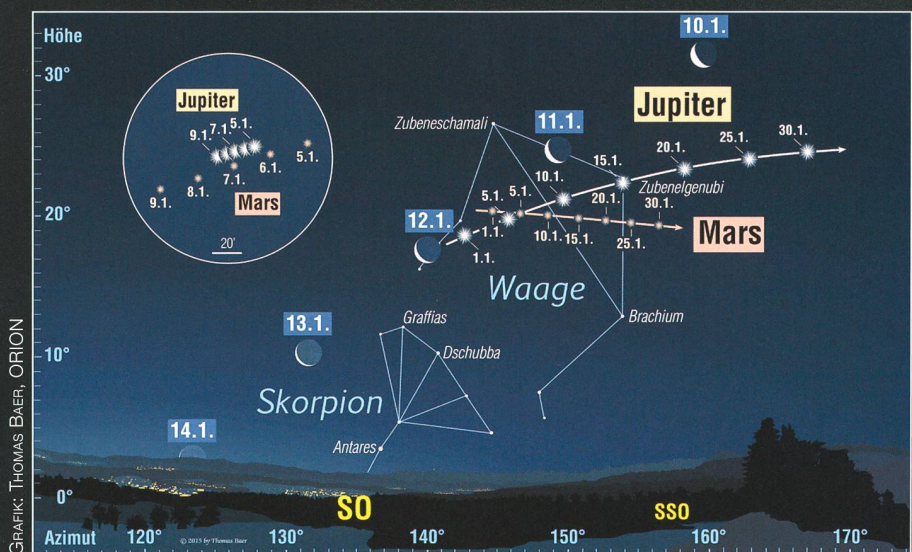 Höhe
30°
20°
10°
0°
Jupiter
9.1. 7.1. 5.1.
5.1.
6.1.
7.1.
8.1.
9.1.
Mars
20'
10.1.
Jupiter
Zubeneschamali
11.1.
10.1.
15.1.
20.1.
25.1.
30.1.
Zubenelgenubi
5.1. 5.1.
20.1.
30.1.
12.1.
1.1.
1.1.
10.1.
15.1.
25.1.
Mars
Waage
13.1.
Graffias
Dschubba
Brachium
Skorpion
14.1.
Antares
SO
SSO
Azimut 120° 130° 140° 150° 160° 170°
© 2015 by Thomas Baer
GRAFIK: THOMAS BAER, ORION